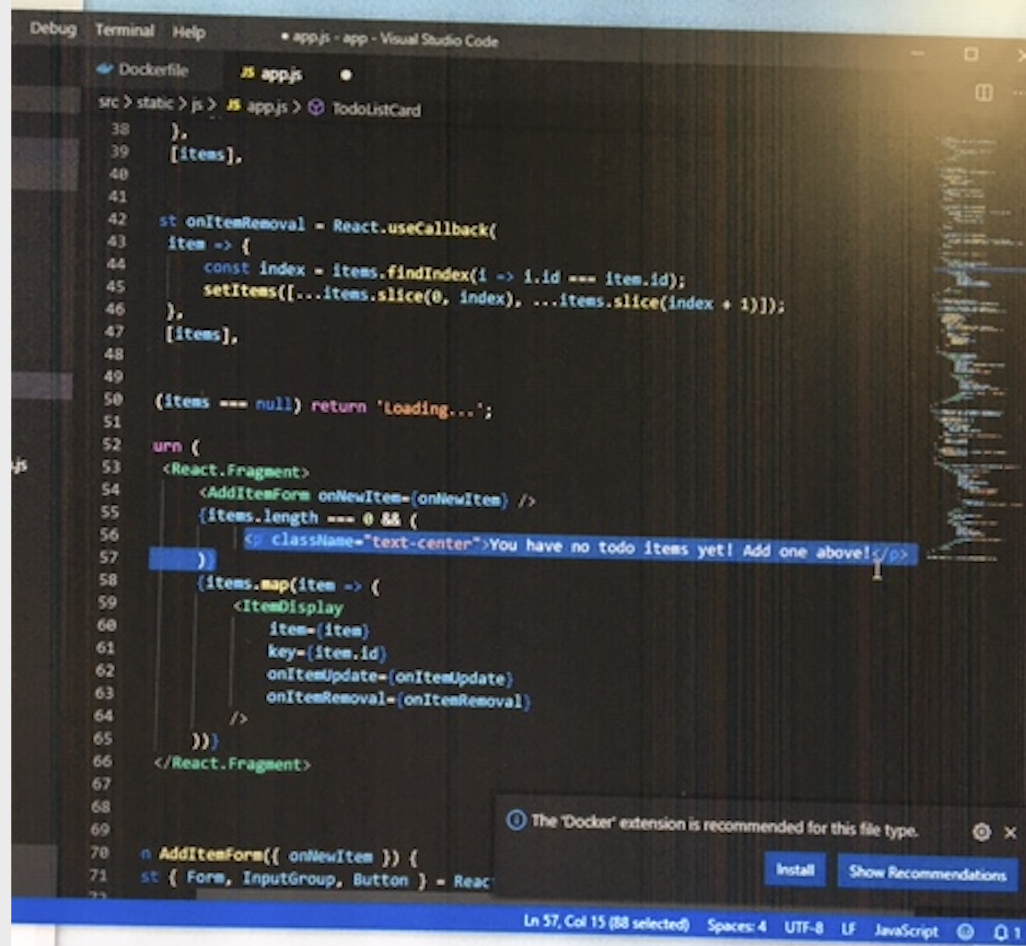 Debug Terminal Help ● app.js - app - Visual Studio Code
Dockerfile JS app.js ●
src > static > js > JS app.js > TodoListCard
38 },
39 [items],
40
41
42 st onItemRemoval = React.useCallback(
43 item => {
44 const index = items.findIndex(i => i.id === item.id);
45 setItems([...items.slice(0, index), ...items.slice(index + 1)]);
46 },
47 [items],
48
49
50 (items === null) return 'Loading...';
51
52 urn (
53 <React.Fragment>
.js
54 <AddItemForm onNewItem={onNewItem} />
55 {items.length === 0 && (
56 <p className="text-center">You have no todo items yet! Add one above!</p>
57 )}
58 {items.map(item => (
59 <ItemDisplay
60 item={item}
61 key={item.id}
62 onItemUpdate={onItemUpdate}
63 onItemRemoval={onItemRemoval}
64 />
65 ))}
66 </React.Fragment>
67
68
69
The 'Docker' extension is recommended for this file type.
70 n AddItemForm({ onNewItem }) {
71 st { Form, InputGroup, Button } = Reac
Install Show Recommendations
Ln 57, Col 15 (88 selected) Spaces: 4 UTF-8 LF JavaScript 1